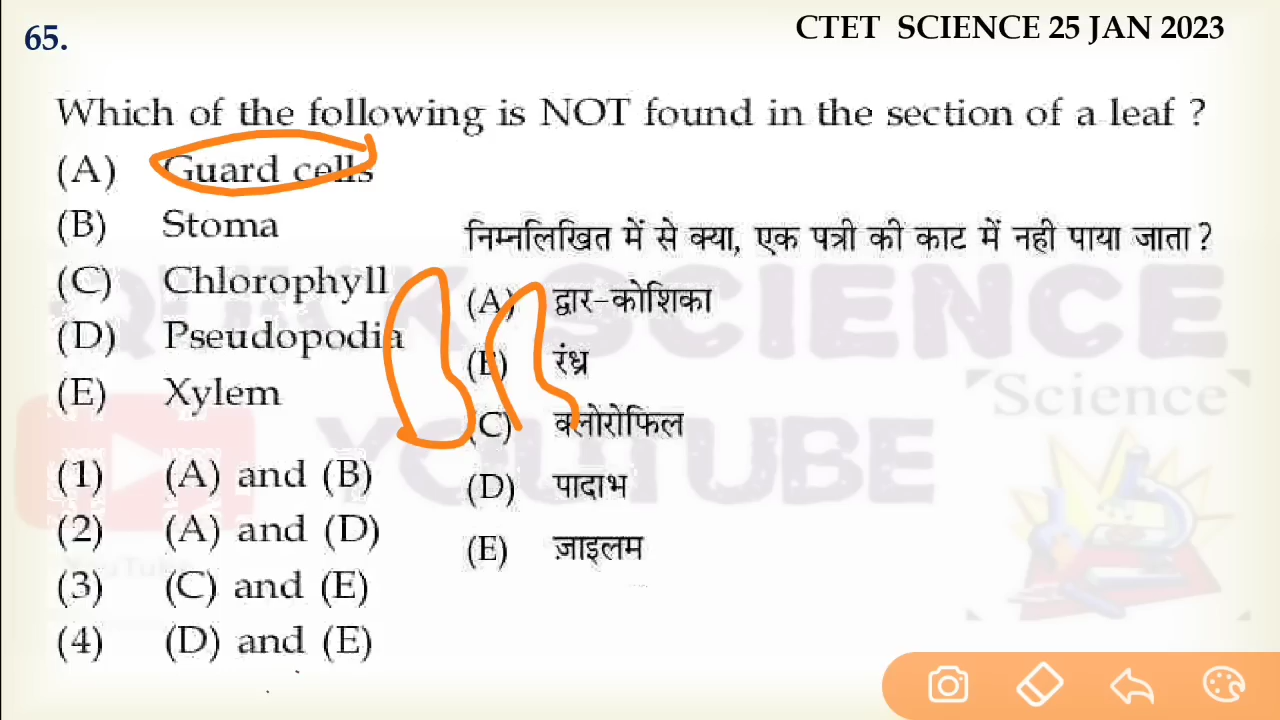 65.
CTET SCIENCE 25 JAN 2023
Which of the following is NOT found in the section of a leaf ?
(A) Guard cells
(B) Stoma
(C) Chlorophyll
(D) Pseudopodia
(E) Xylem
(1) (A) and (B)
(2) (A) and (D)
(3) (C) and (E)
(4) (D) and (E)
निम्नलिखित में से क्या, एक पत्री की काट में नही पाया जाता ?
(A) द्वार-कोशिका
(B) रंध्र
(C) क्लोरोफिल
(D) पादाभ
(E) ज़ाइलम
SCIENCE
Science
YOUTUBE
YouTube